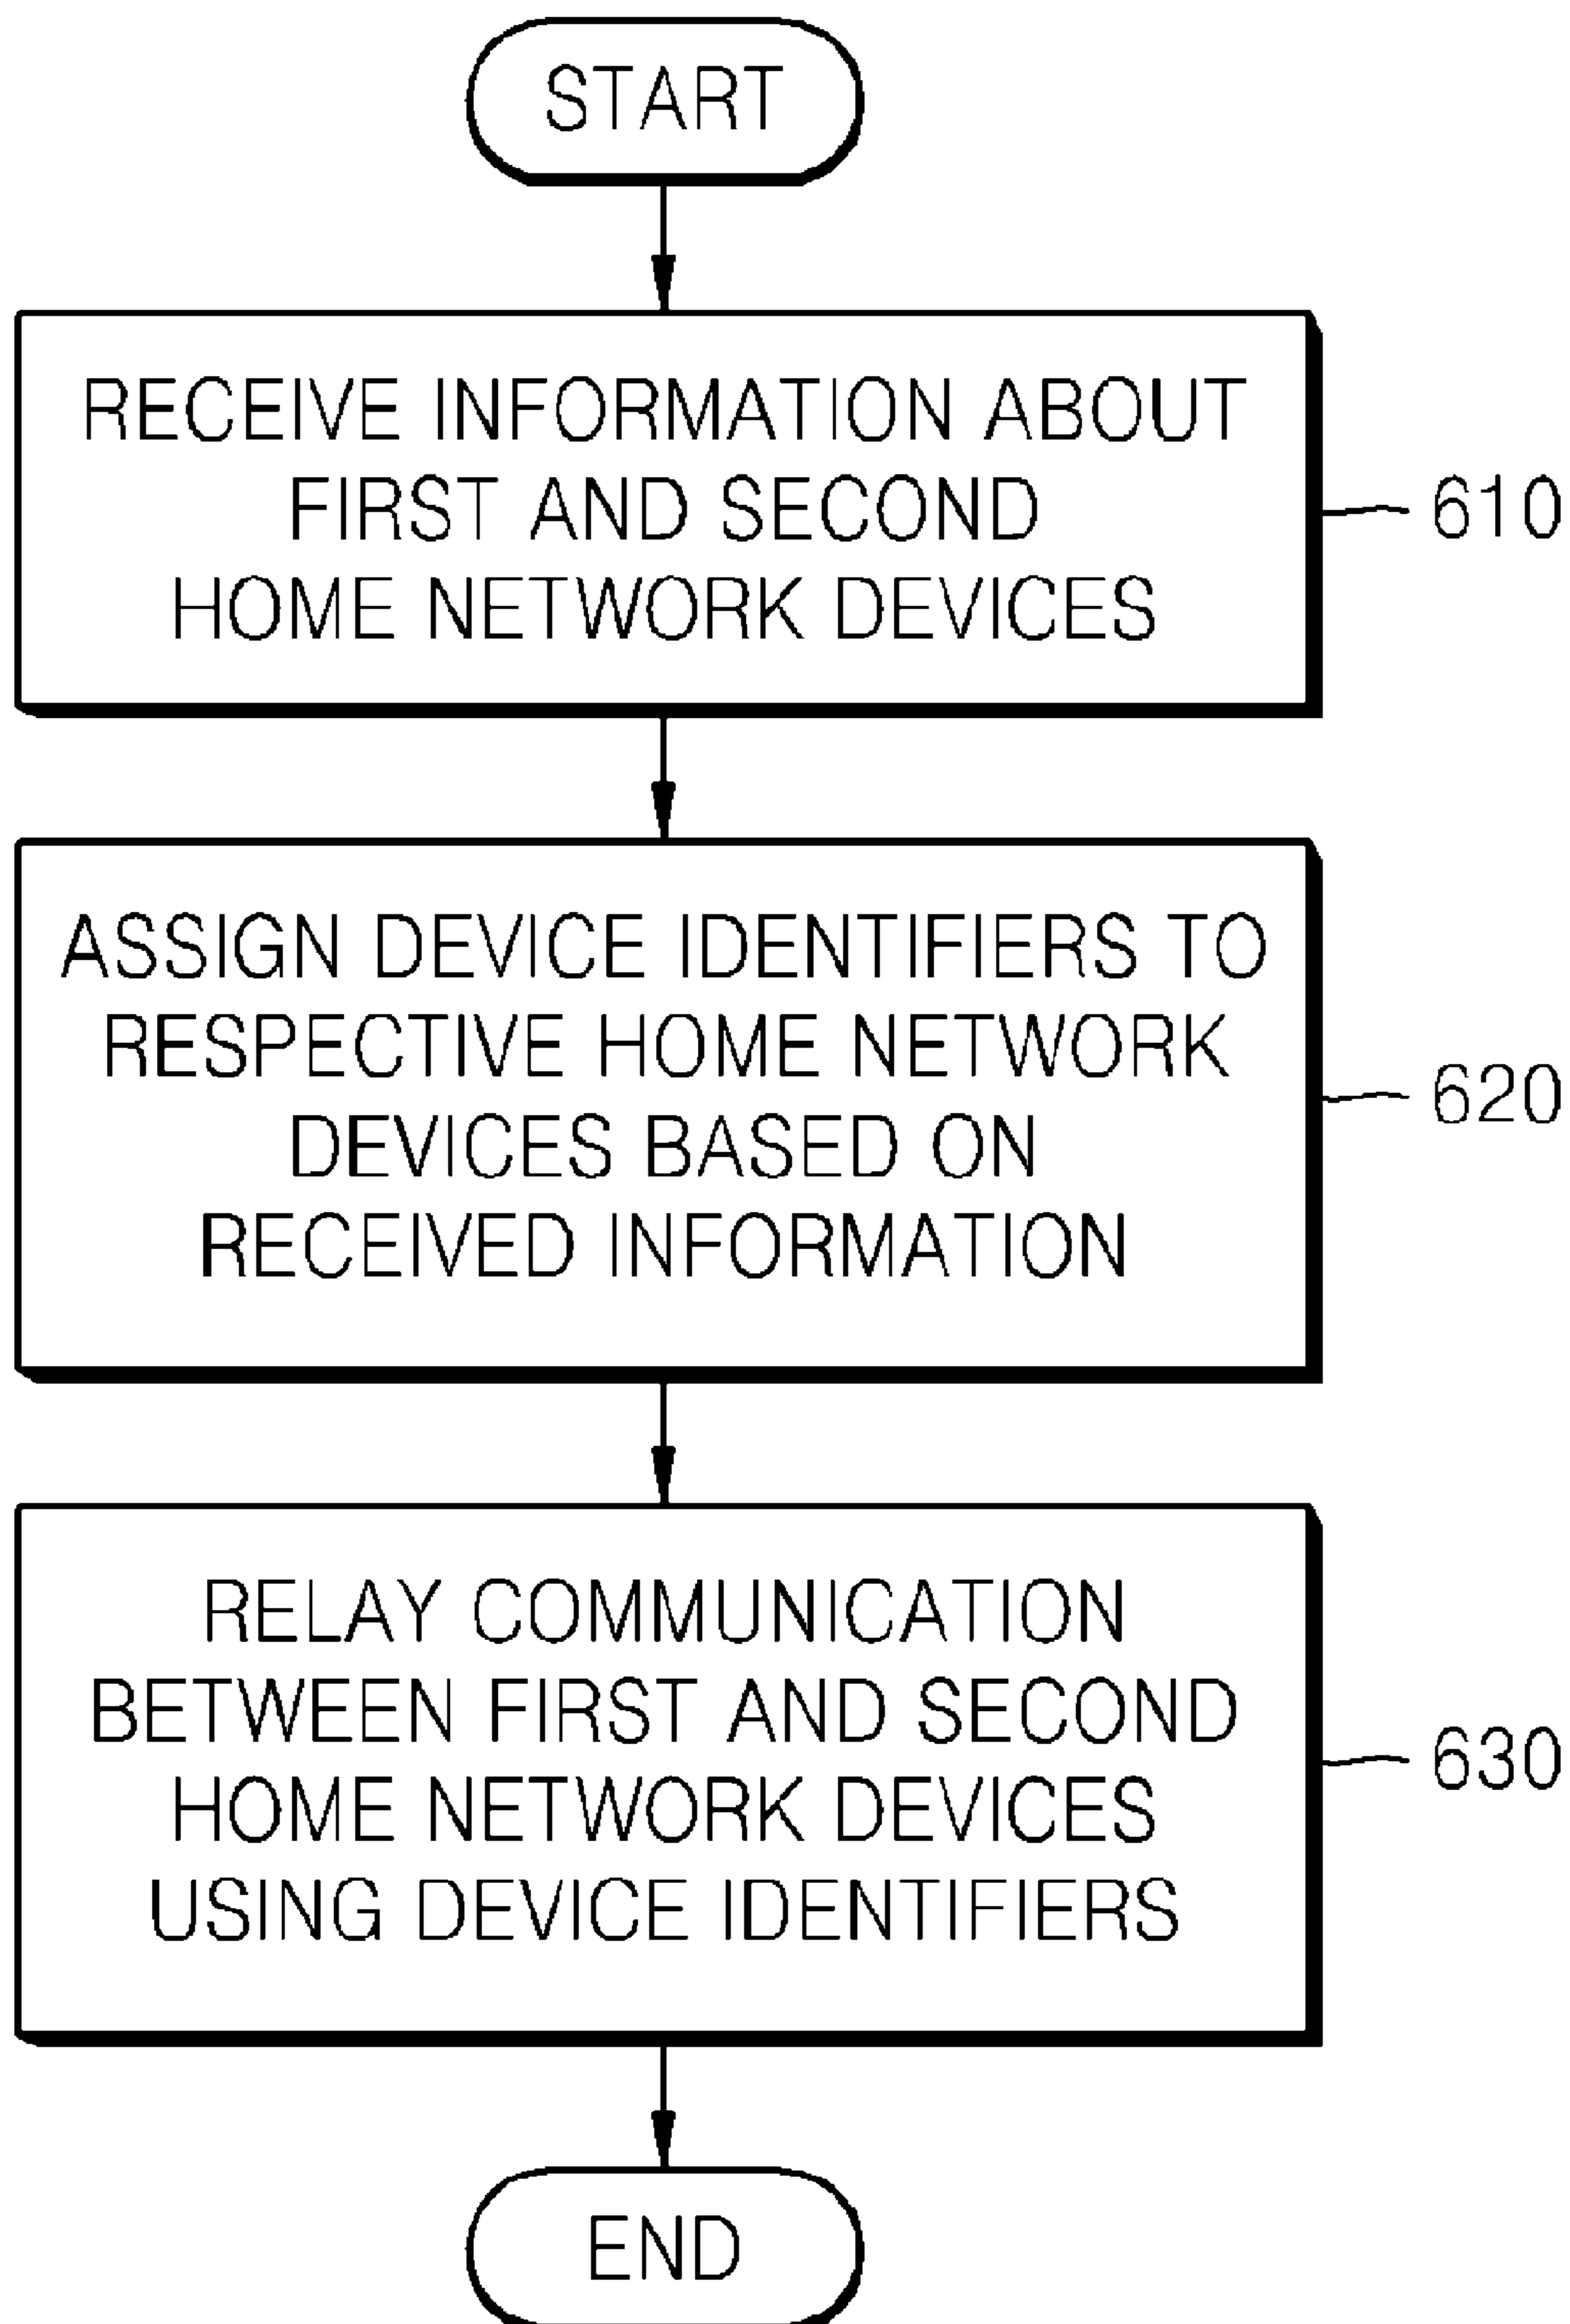 START
RECEIVE INFORMATION ABOUT
FIRST AND SECOND
HOME NETWORK DEVICES
610
ASSIGN DEVICE IDENTIFIERS TO
RESPECTIVE HOME NETWORK
DEVICES BASED ON
RECEIVED INFORMATION
620
RELAY COMMUNICATION
BETWEEN FIRST AND SECOND
HOME NETWORK DEVICES
USING DEVICE IDENTIFIERS
630
END